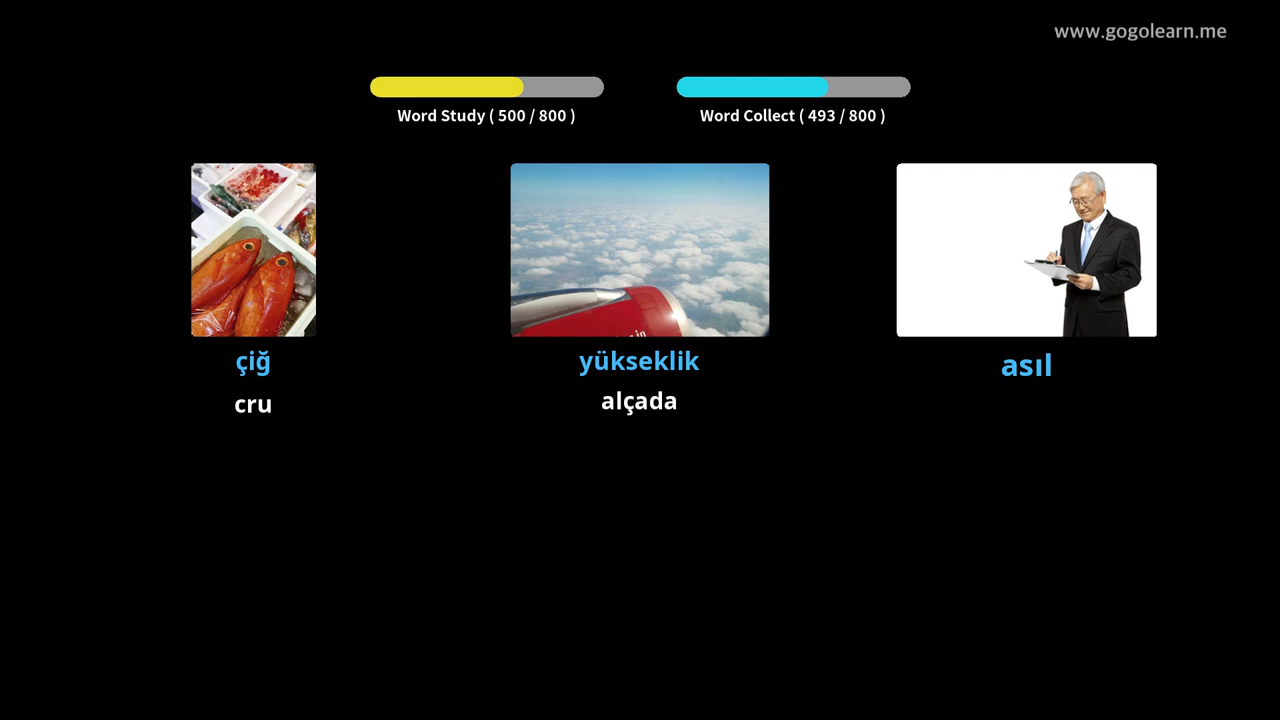 www.gogolearn.me
Word Study ( 500 / 800 )
Word Collect ( 493 / 800 )
çiğ
yükseklik
asıl
cru
alçada